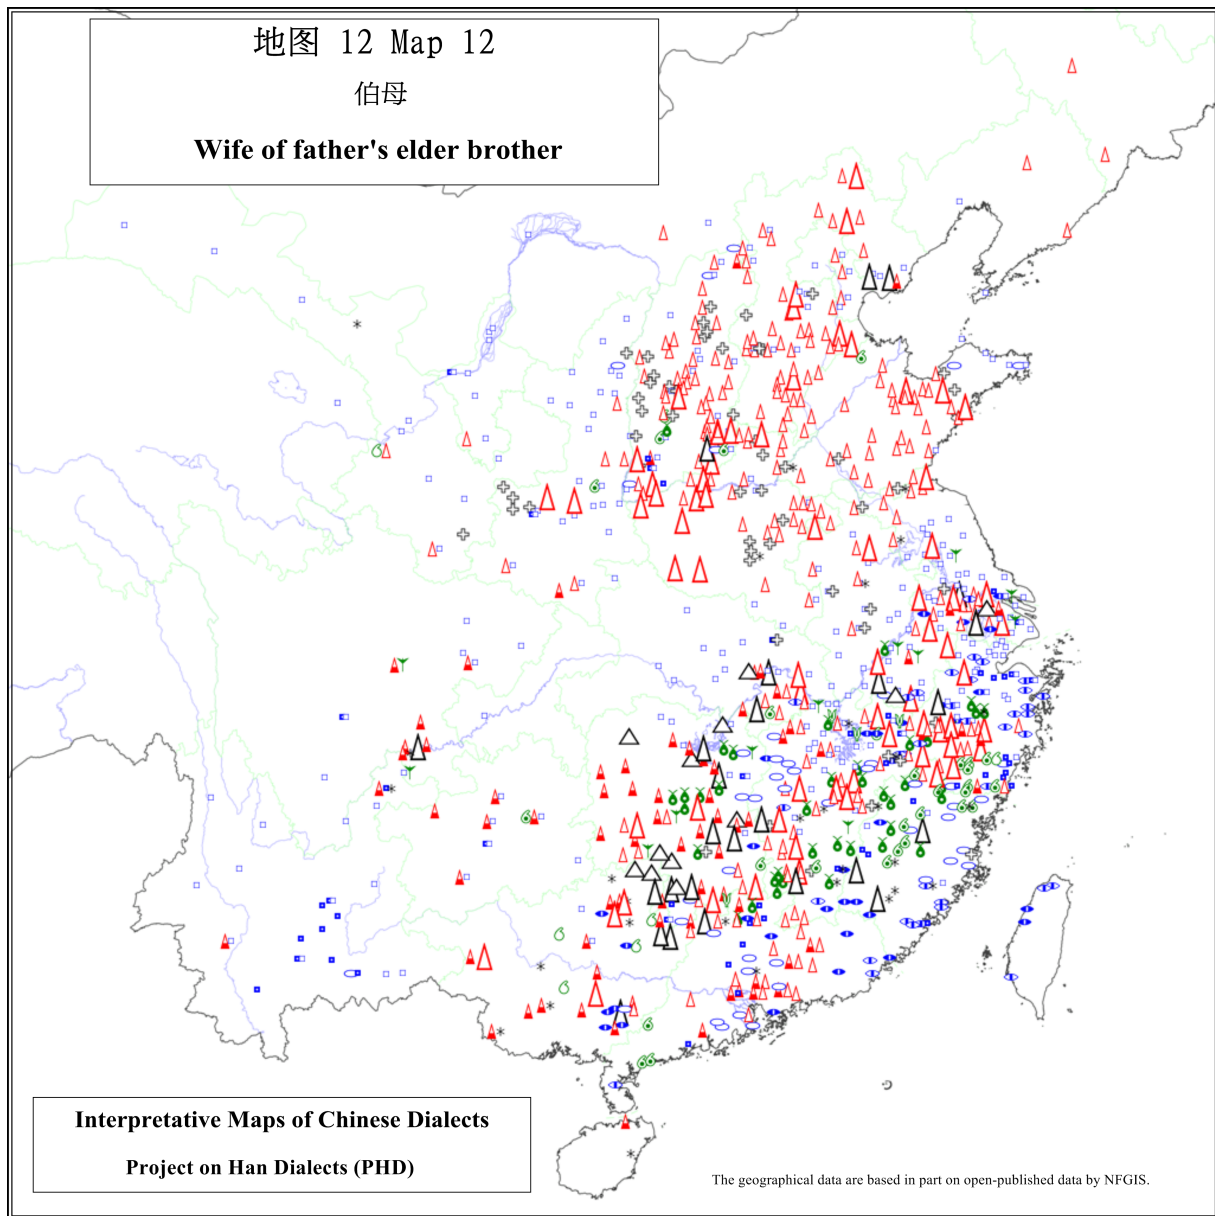 地图 12 Map 12
伯母
Wife of father's elder brother
Interpretative Maps of Chinese Dialects
Project on Han Dialects (PHD)
The geographical data are based in part on open-published data by NFGIS.